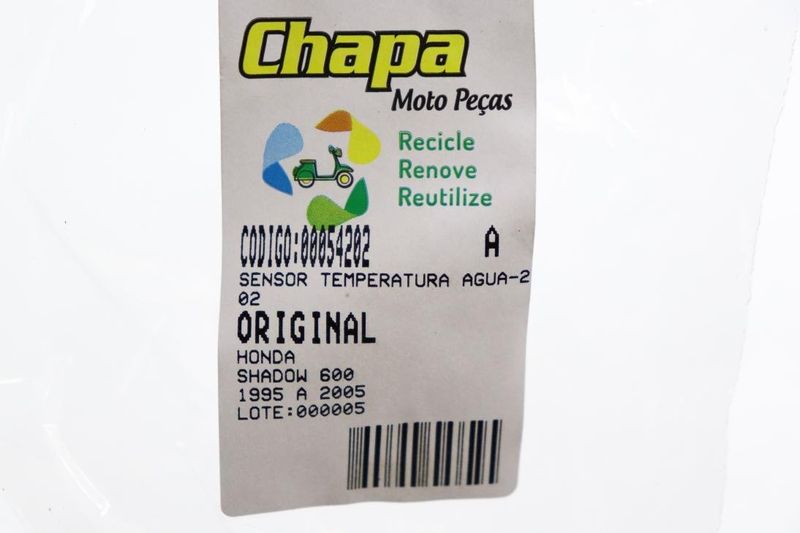 Chapa
Moto Peças
Recicle
Renove
Reutilize
CODIGO:00054202 A
SENSOR TEMPERATURA AGUA-2
02
ORIGINAL
HONDA
SHADOW 600
1995 A 2005
LOTE:000005